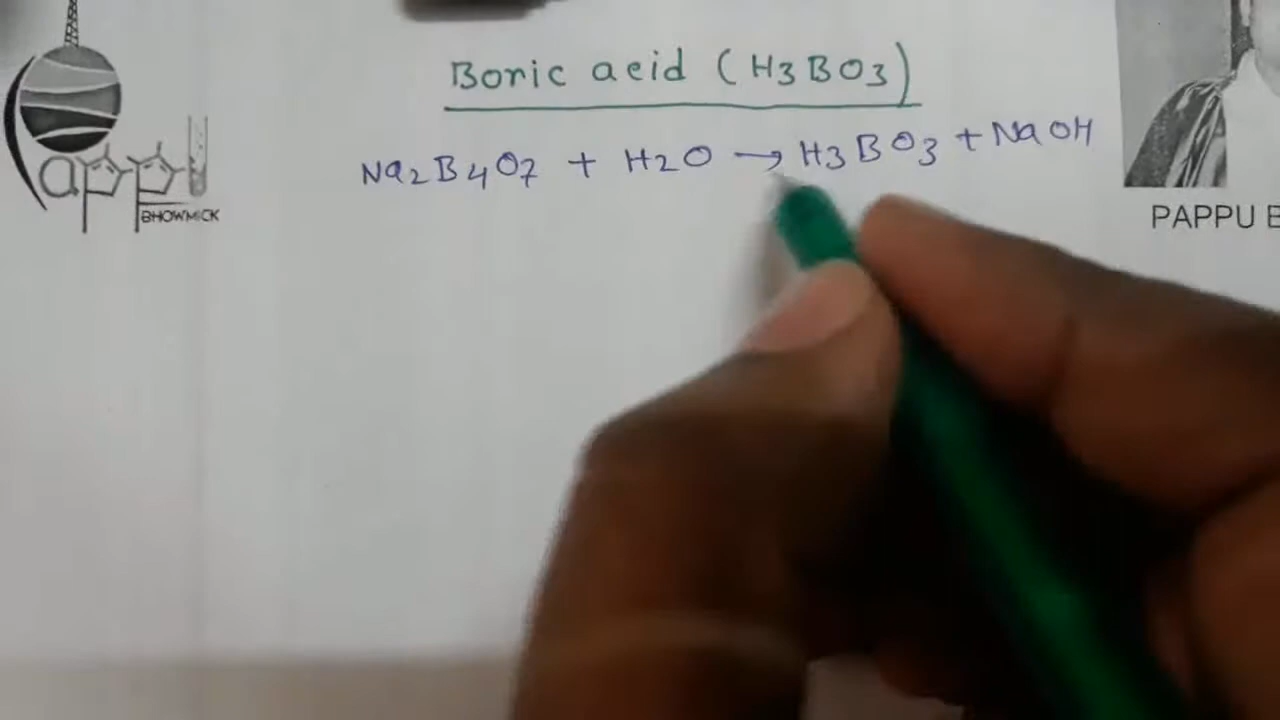 Boric acid (H3BO3)
Na2B4O7 + H2O → H3BO3 + NaOH
BHOWMICK
PAPPU B